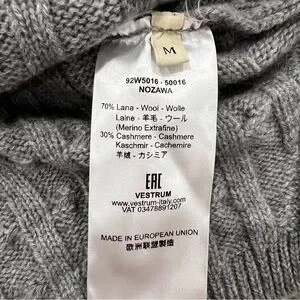 M
92W5016 - 50016
NOZAWA
70% Lana - Wool - Wolle
Laine - 羊毛 - ウール
(Merino Extrafine)
30% Cashmere - Cashmere
Kaschmir - Cachemire
羊绒 - カシミア
EAC
VESTRUM
www.vestrum-italy.com
VAT 03478891207
MADE IN EUROPEAN UNION
欧洲联盟製造